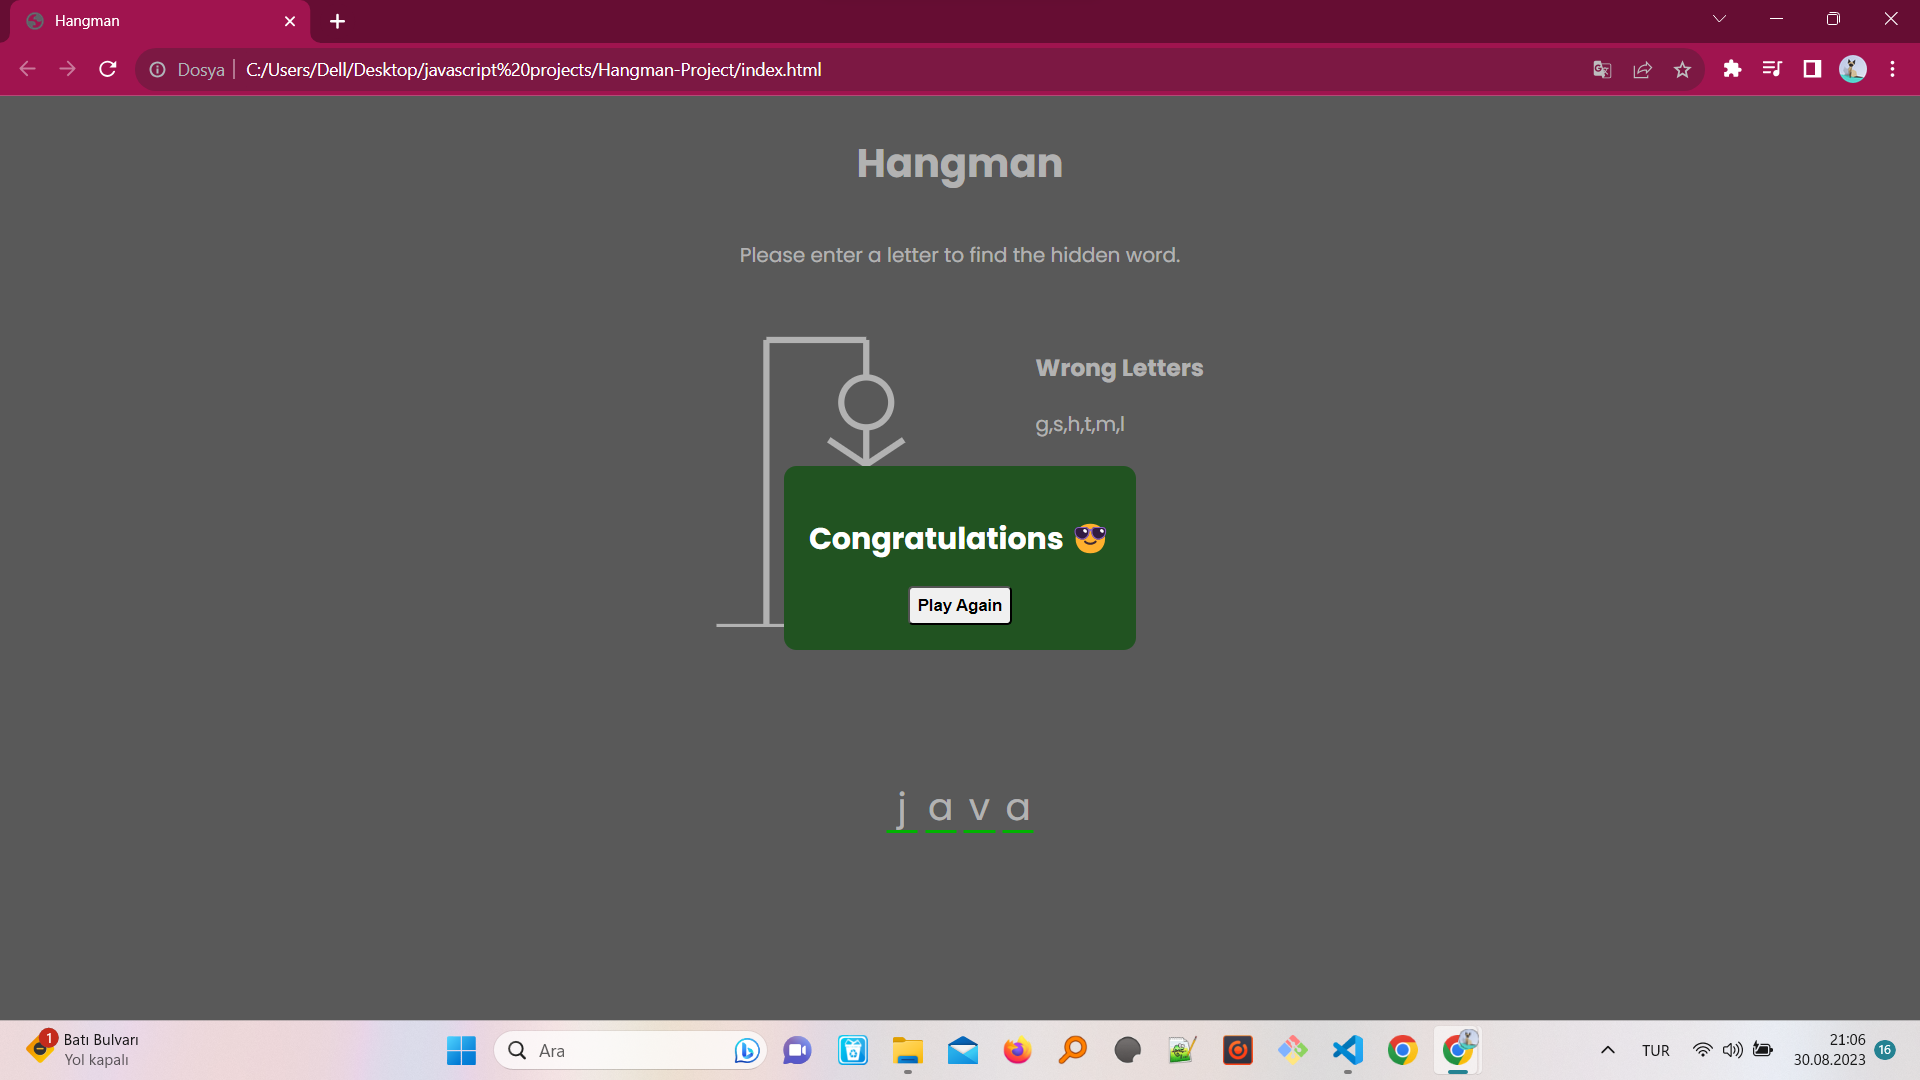 Hangman
Dosya | C:/Users/Dell/Desktop/javascript%20projects/Hangman-Project/index.html
Hangman
Please enter a letter to find the hidden word.
Wrong Letters
g,s,h,t,m,l
Congratulations 😎
Play Again
j a v a
1
Batı Bulvarı
Yol kapalı
Ara
TUR
21:06
30.08.2023
16